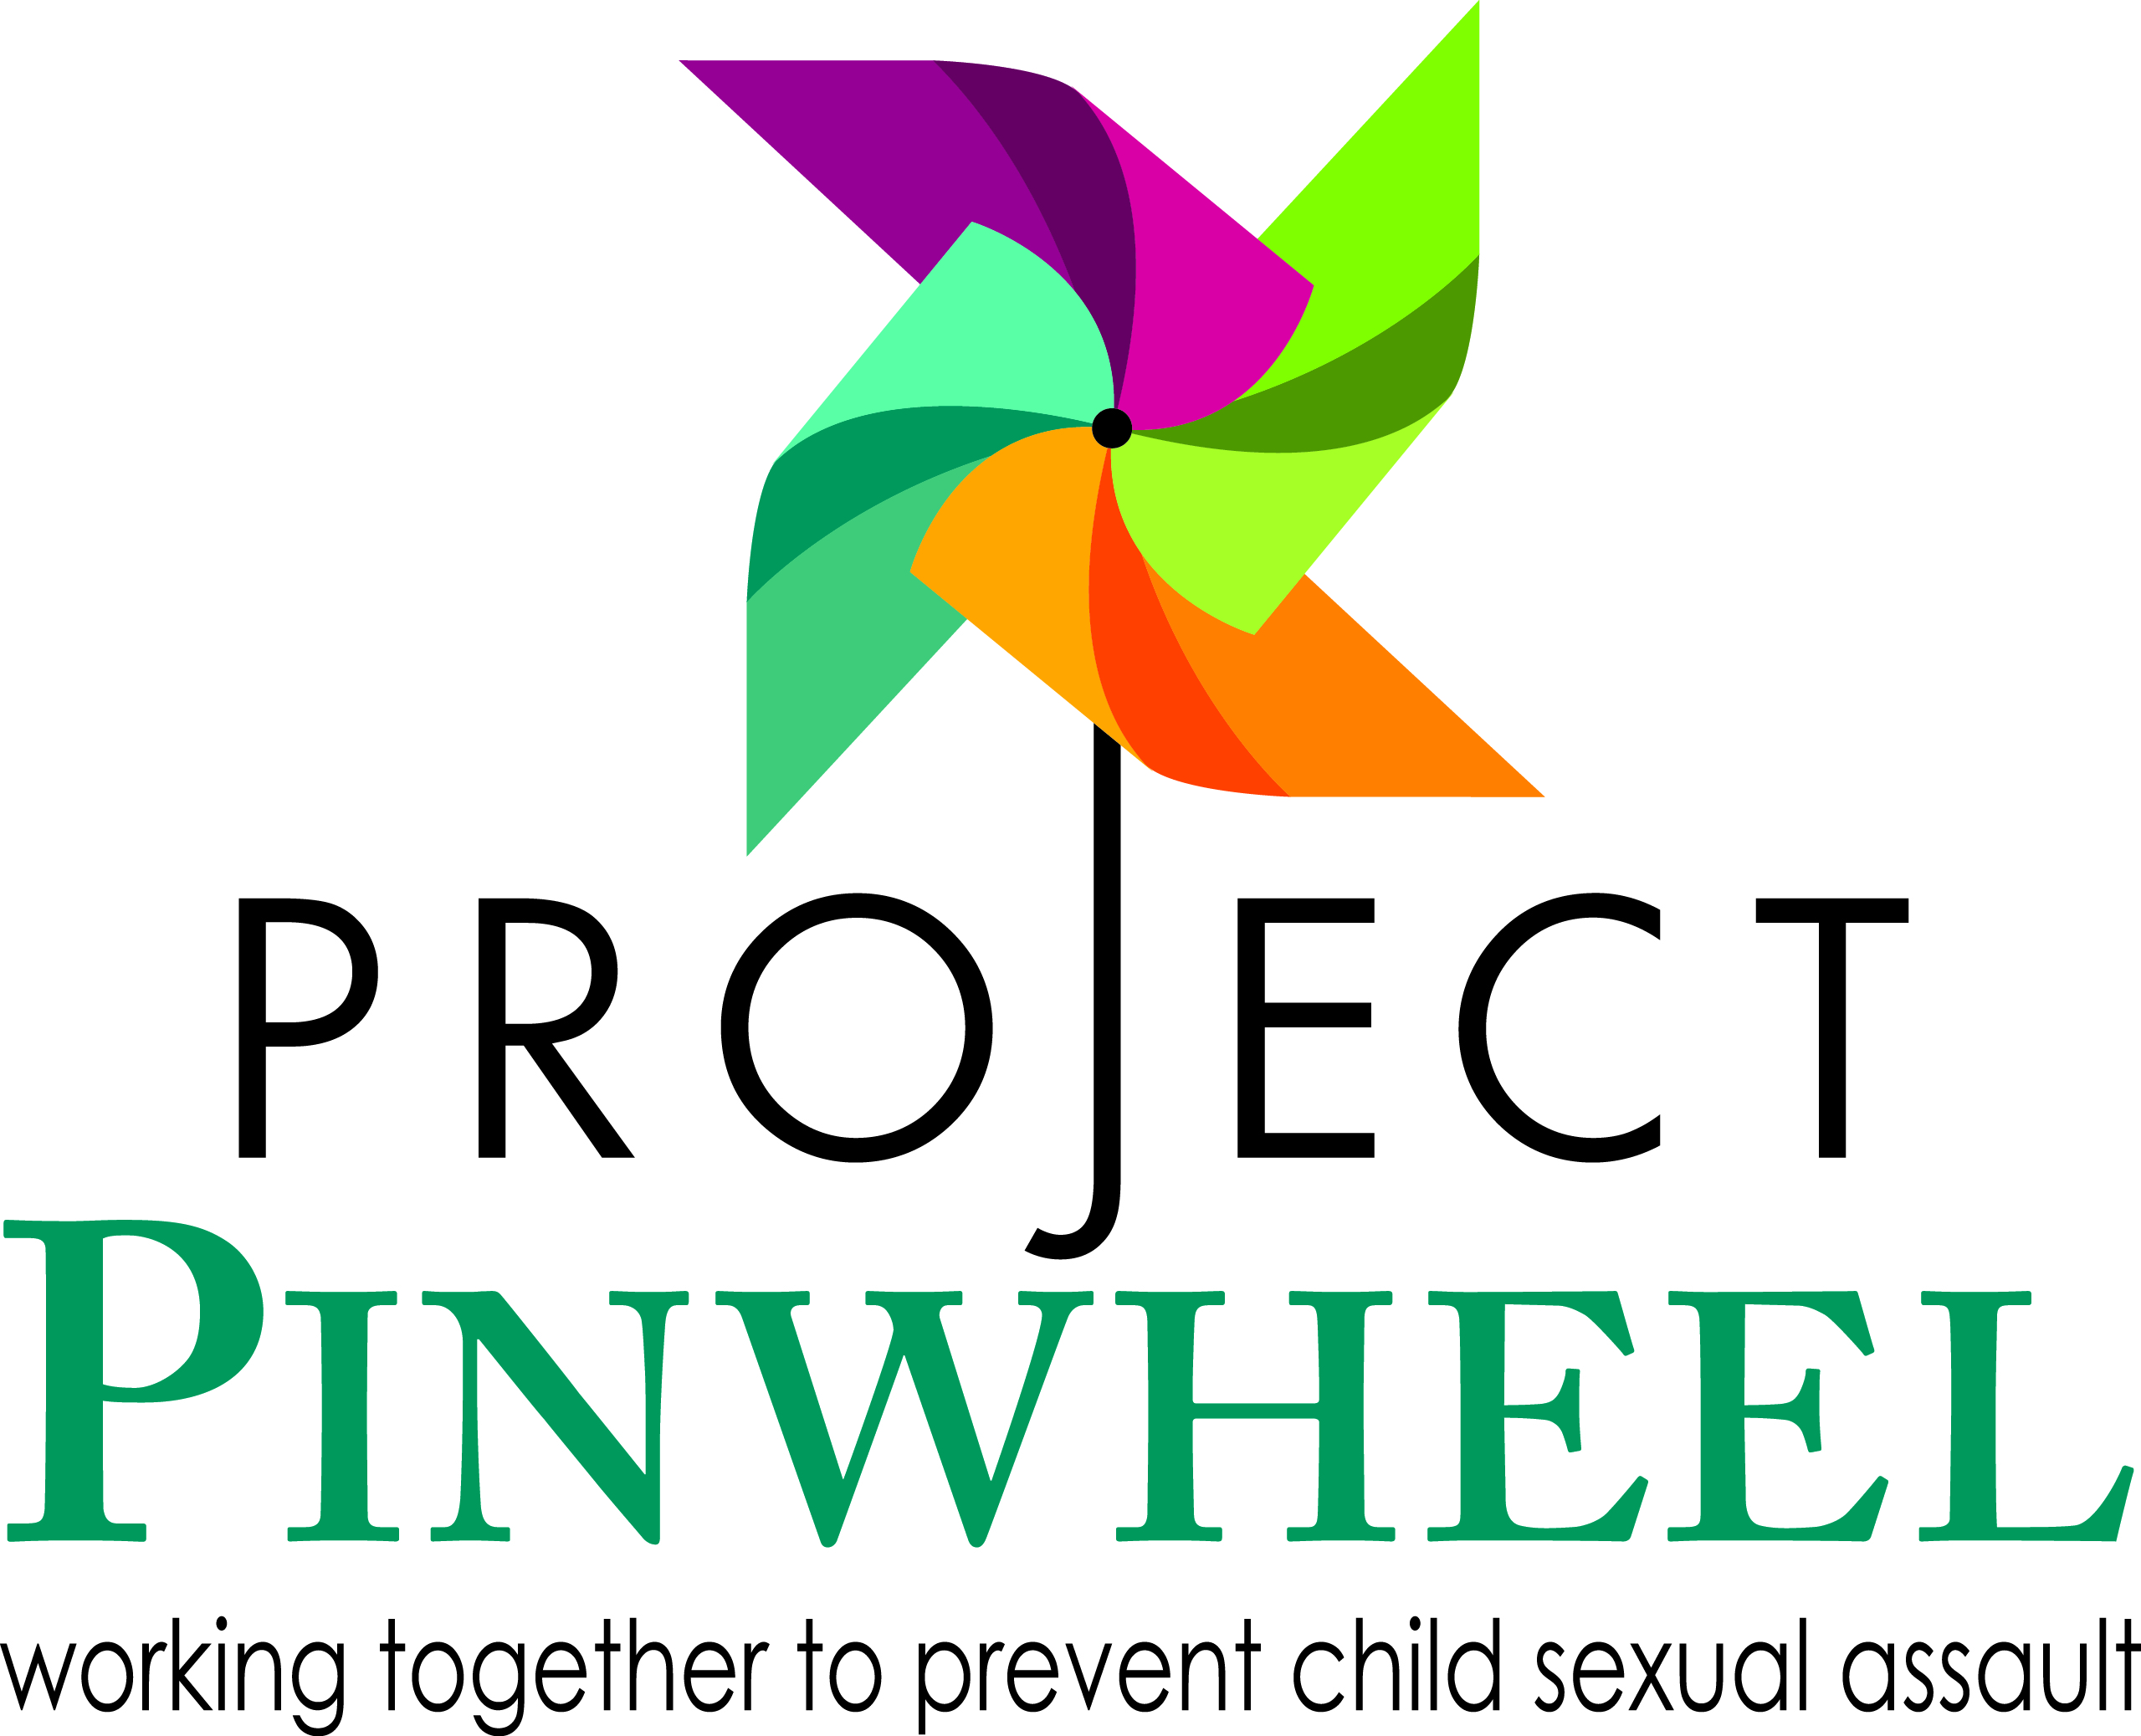 PROJECT
PINWHEEL
working together to prevent child sexual assault